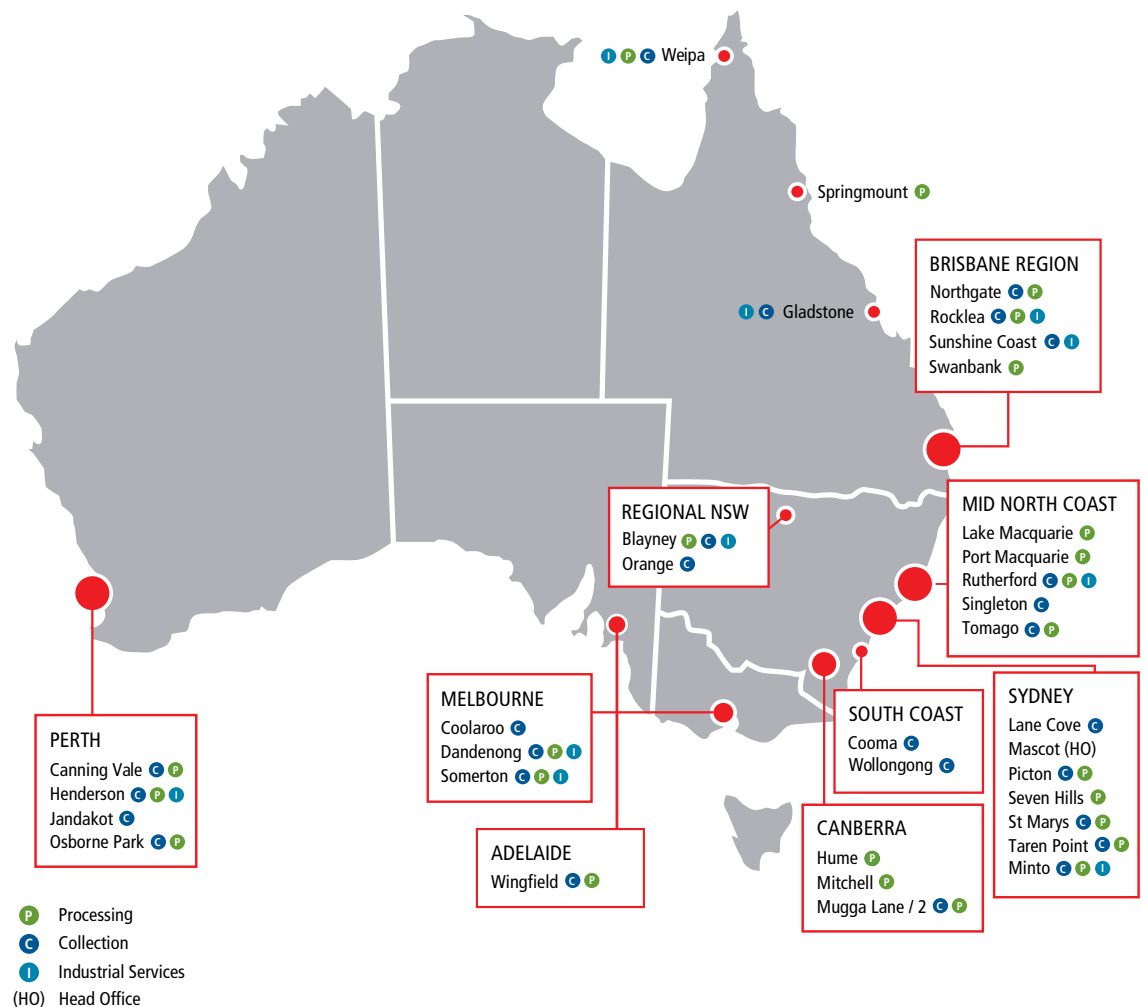 I P C Weipa
Springmount P
I C Gladstone
BRISBANE REGION
Northgate C P
Rocklea C P I
Sunshine Coast C I
Swanbank P
REGIONAL NSW
Blayney P C I
Orange C
MID NORTH COAST
Lake Macquarie P
Port Macquarie P
Rutherford C P I
Singleton C
Tomago C P
PERTH
Canning Vale C P
Henderson C P I
Jandakot C
Osborne Park C P
MELBOURNE
Coolaroo C
Dandenong C P I
Somerton C P I
ADELAIDE
Wingfield C P
SOUTH COAST
Cooma C
Wollongong C
CANBERRA
Hume P
Mitchell P
Mugga Lane / 2 C P
SYDNEY
Lane Cove C
Mascot (HO)
Picton C P
Seven Hills P
St Marys C P
Taren Point C P
Minto C P I
P Processing
C Collection
I Industrial Services
(HO) Head Office